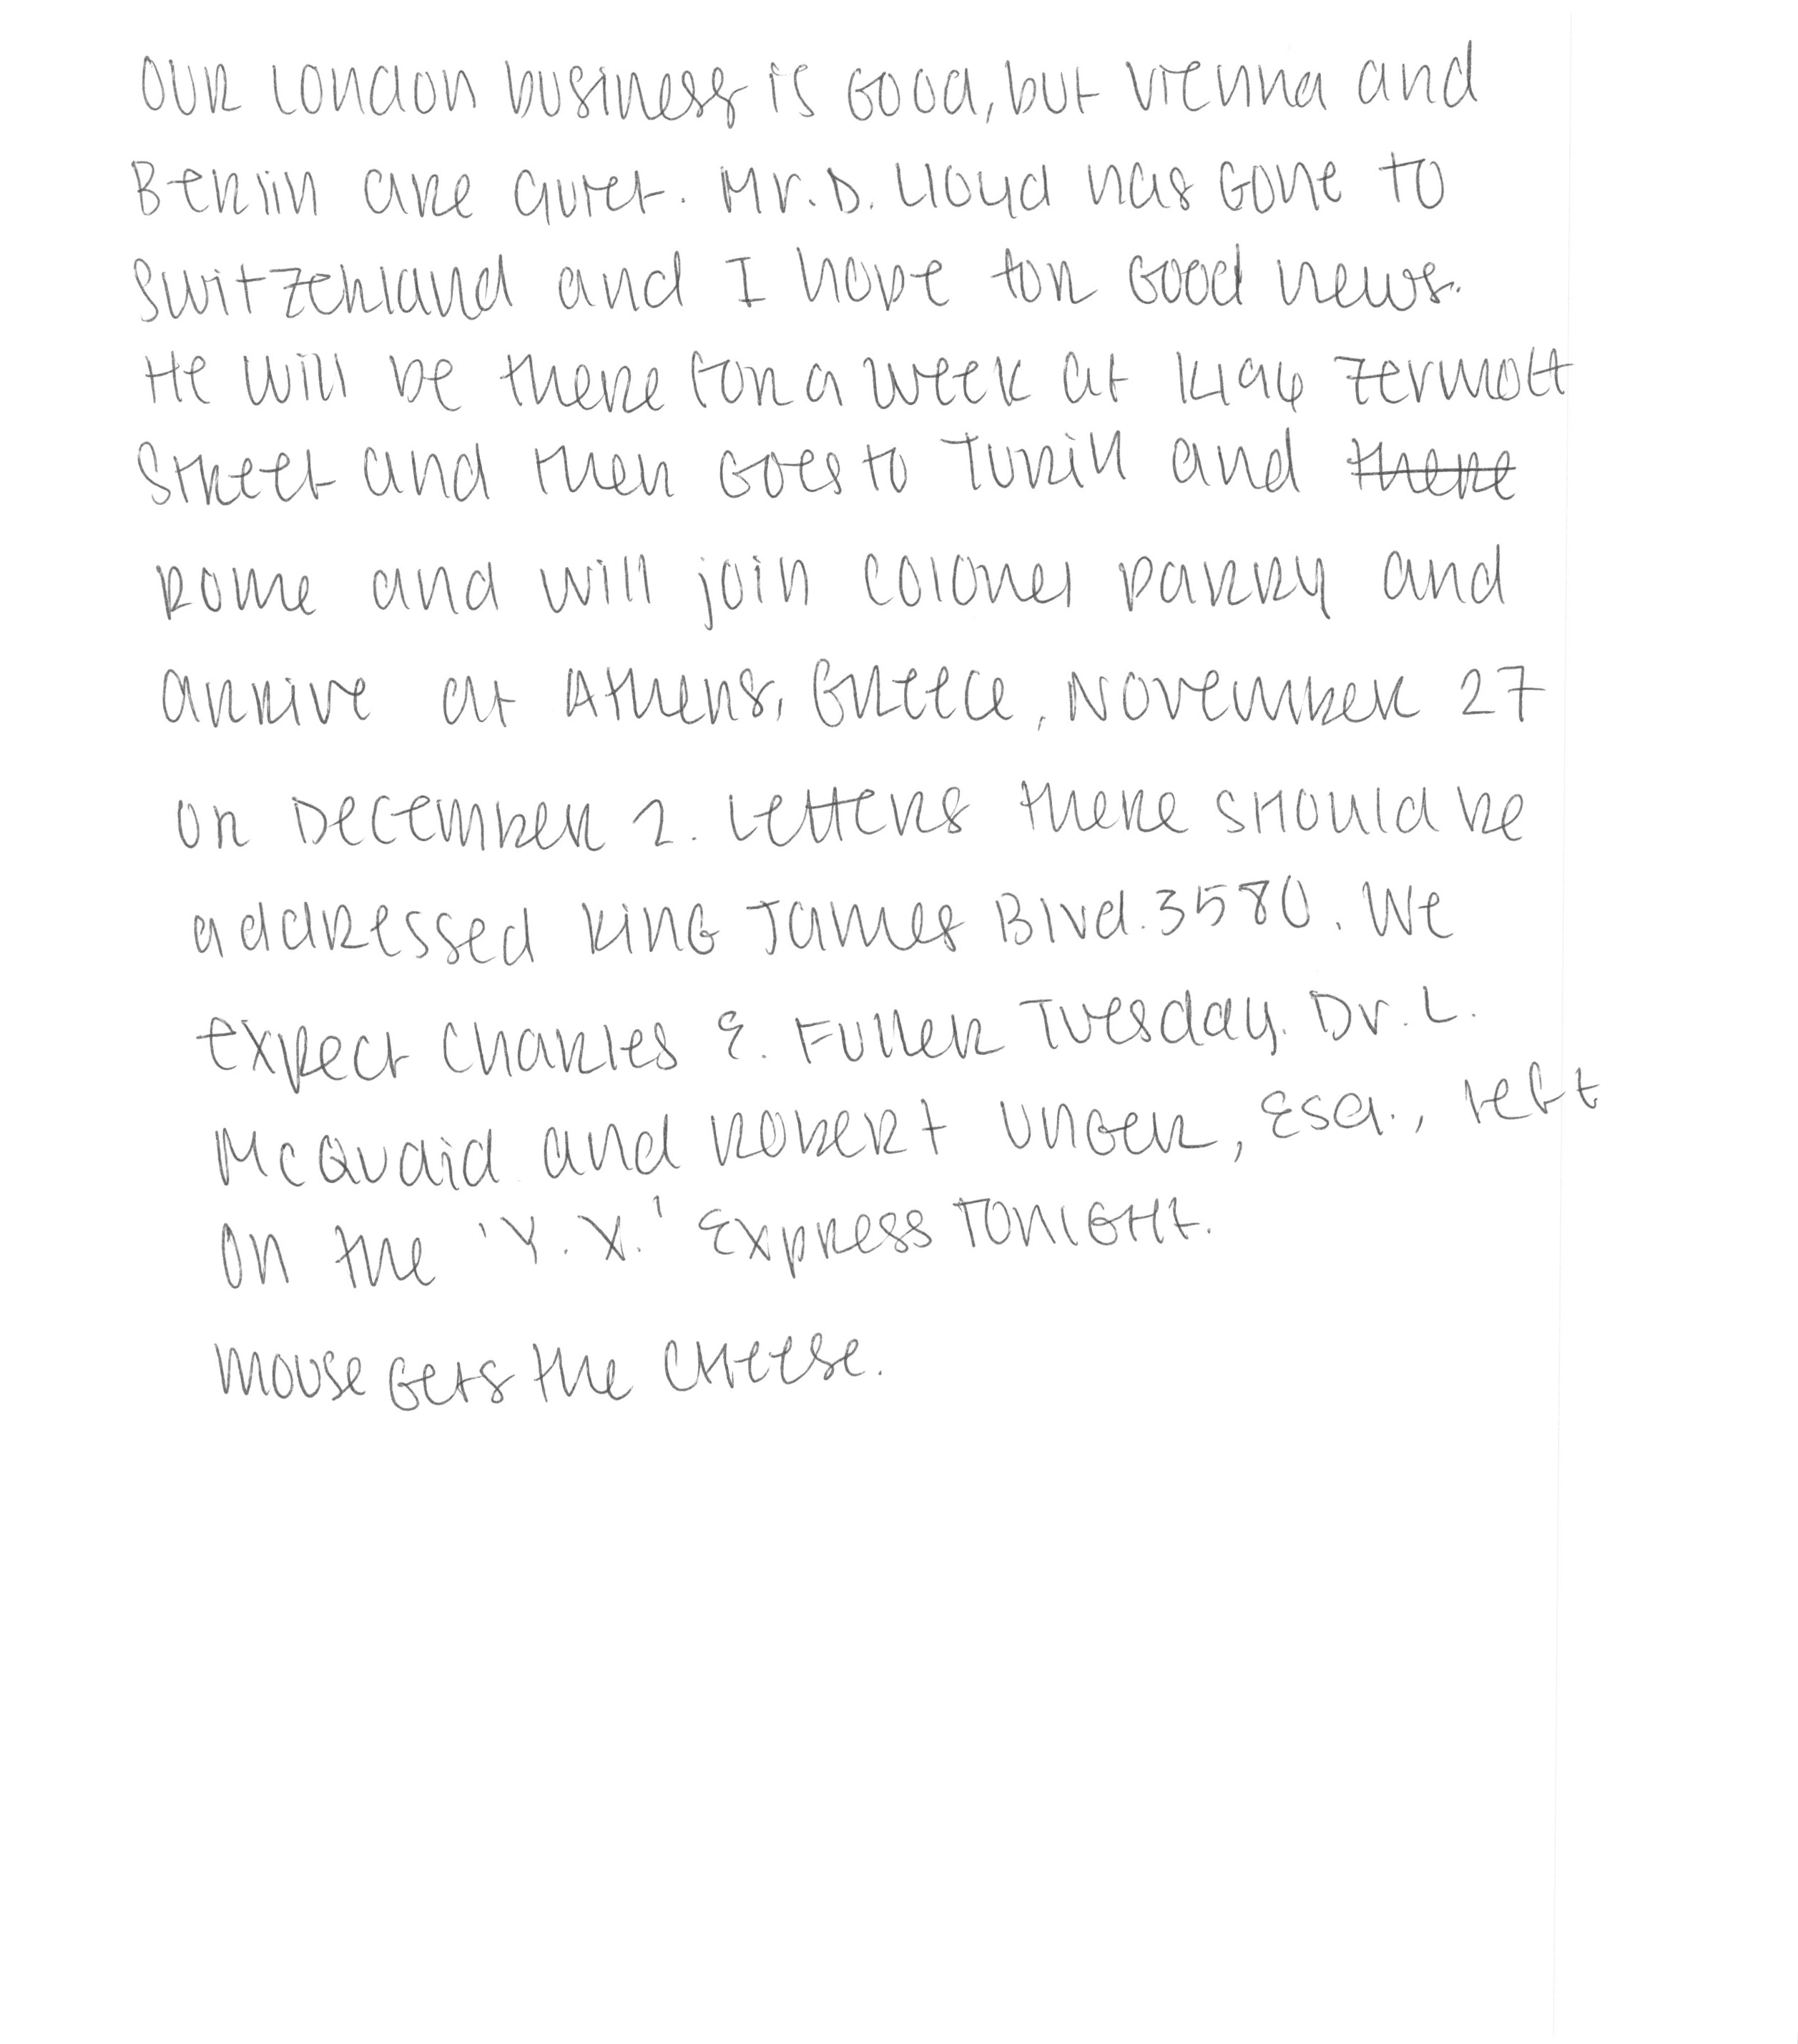 Our London business is Good, but Vienna and
Berlin are quiet. Mr. D. Lloyd has Gone to
Switzerland and I hope for Good news.
He will be there for a week at 1496 Zermott
Street and then Goes to Turin and there
Rome and will join Colonel Parry and
arrive at Athens, Greece, November 27
or December 2. Letters there should be
addressed King James Blvd. 3580. We
expect Charles E. Fuller Tuesday. Dr. L.
McQuaid and Robert Unger, Esq., left
on the 'Y. X.' Express Tonight.
mouse Gets the cheese.